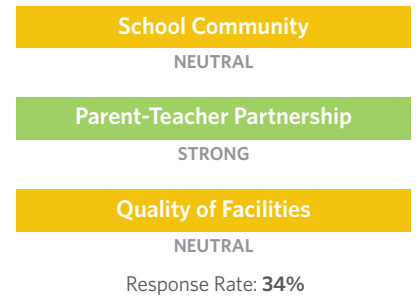 School Community
NEUTRAL
Parent-Teacher Partnership
STRONG
Quality of Facilities
NEUTRAL
Response Rate: 34%